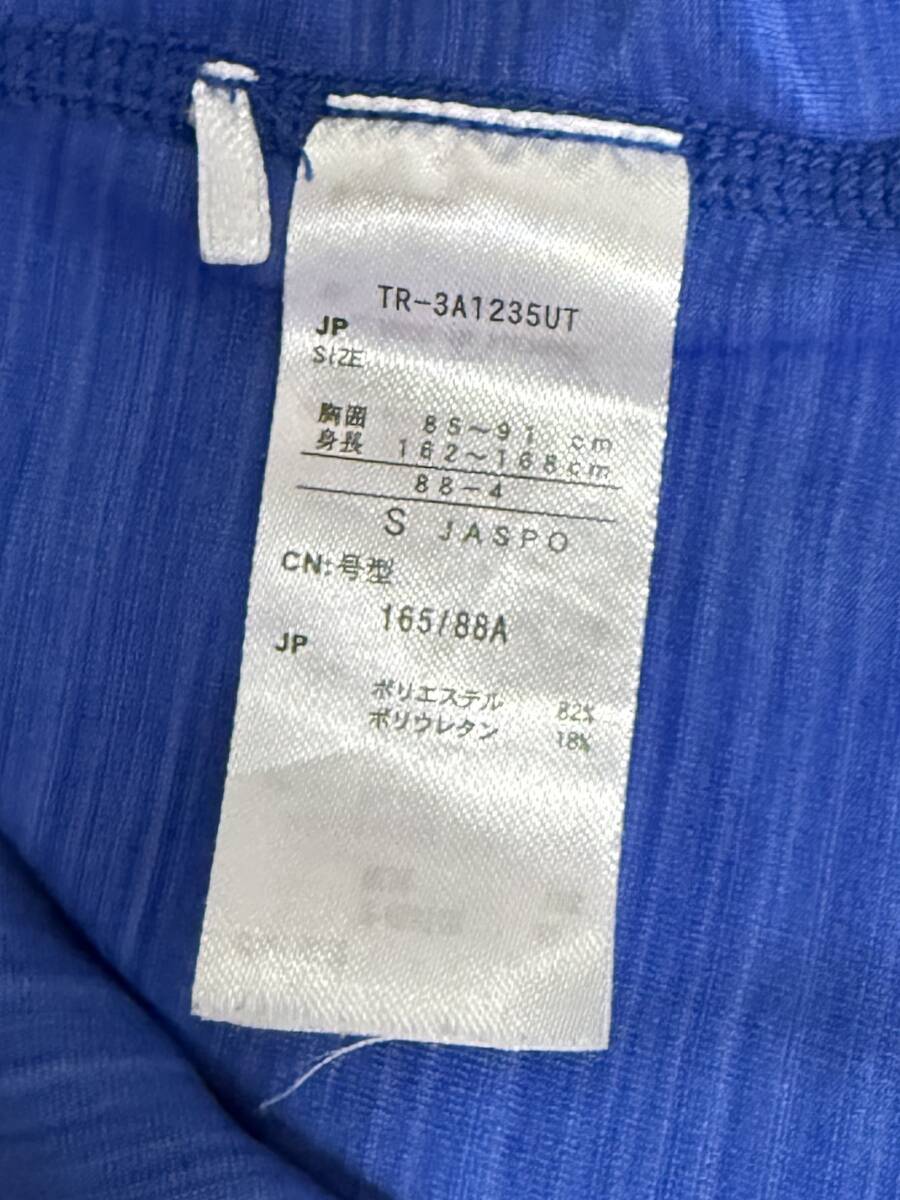 TR-3A1235UT
JP
SIZE
胸囲 85～91 cm
身長 162～168cm
88-4
S JASPO
CN:号型
165/88A
JP
ポリエステル 82%
ポリウレタン 18%